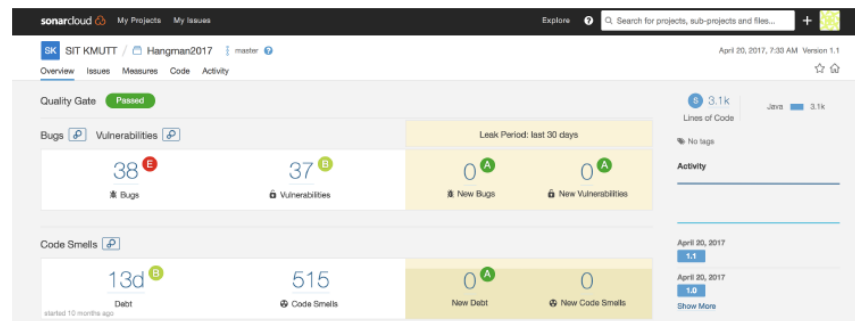 sonarcloud My Projects My Issues Explore ? Search for projects, sub-projects and files... +
SK SIT KMUTT / Hangman2017 master ? April 20, 2017, 7:33 AM Version 1.1
Overview Issues Measures Code Activity
Quality Gate Passed
S 3.1k Java 3.1k
Lines of Code
Bugs Vulnerabilities Leak Period: last 30 days
No tags
38 E 37 B 0 A 0 A
Bugs Vulnerabilities New Bugs New Vulnerabilities
Activity
Code Smells
April 20, 2017
1.1
13d B 515 0 A 0
Debt Code Smells New Debt New Code Smells
started 10 months ago
April 20, 2017
1.0
Show More